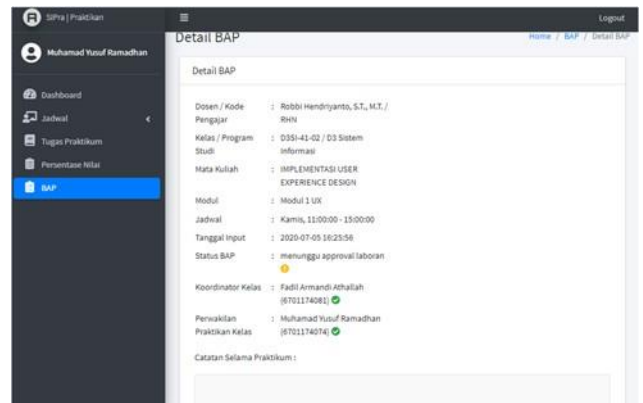 SIPra | Praktikan
Logout
Muhamad Yusuf Ramadhan
Dashboard
Jadwal
Tugas Praktikum
Persentase Nilai
BAP
Detail BAP
Home / BAP / Detail BAP
Detail BAP
Dosen / Kode : Robbi Hendriyanto, S.T., M.T. /
Pengajar RHN
Kelas / Program : D3SI-41-02 / D3 Sistem
Studi Informasi
Mata Kuliah : IMPLEMENTASI USER
EXPERIENCE DESIGN
Modul : Modul 1 UX
Jadwal : Kamis, 11:00:00 - 15:00:00
Tanggal Input : 2020-07-05 16:25:56
Status BAP : menunggu approval laboran
Koordinator Kelas : Fadil Armandi Athallah
(6701174081)
Perwakilan : Muhamad Yusuf Ramadhan
Praktikan Kelas (6701174074)
Catatan Selama Praktikum :